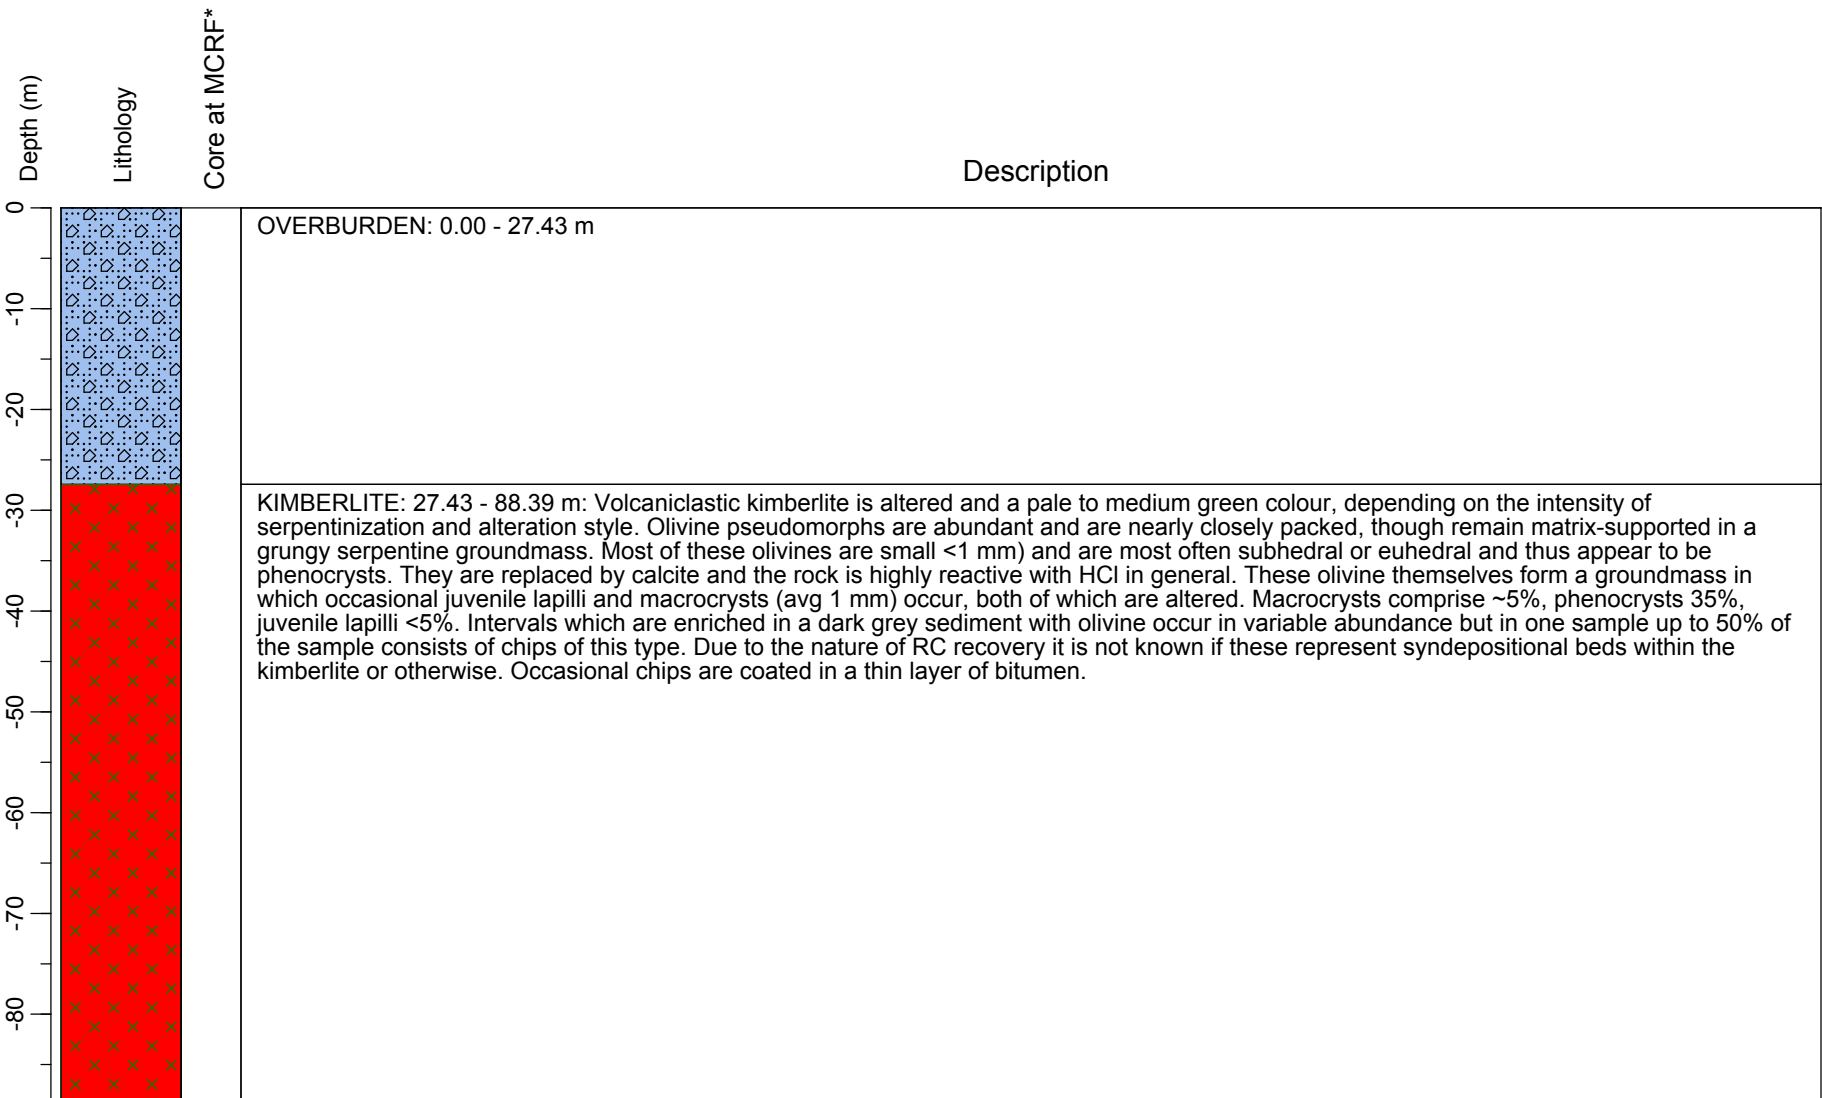 Depth (m)
Lithology
Core at MCRF*
Description
0
OVERBURDEN: 0.00 - 27.43 m
-10
-20
-30
KIMBERLITE: 27.43 - 88.39 m: Volcaniclastic kimberlite is altered and a pale to medium green colour, depending on the intensity of
serpentinization and alteration style. Olivine pseudomorphs are abundant and are nearly closely packed, though remain matrix-supported in a
grungy serpentine groundmass. Most of these olivines are small <1 mm) and are most often subhedral or euhedral and thus appear to be
phenocrysts. They are replaced by calcite and the rock is highly reactive with HCl in general. These olivine themselves form a groundmass in
which occasional juvenile lapilli and macrocrysts (avg 1 mm) occur, both of which are altered. Macrocrysts comprise ~5%, phenocrysts 35%,
juvenile lapilli <5%. Intervals which are enriched in a dark grey sediment with olivine occur in variable abundance but in one sample up to 50% of
the sample consists of chips of this type. Due to the nature of RC recovery it is not known if these represent syndepositional beds within the
kimberlite or otherwise. Occasional chips are coated in a thin layer of bitumen.
-40
-50
-60
-70
-80